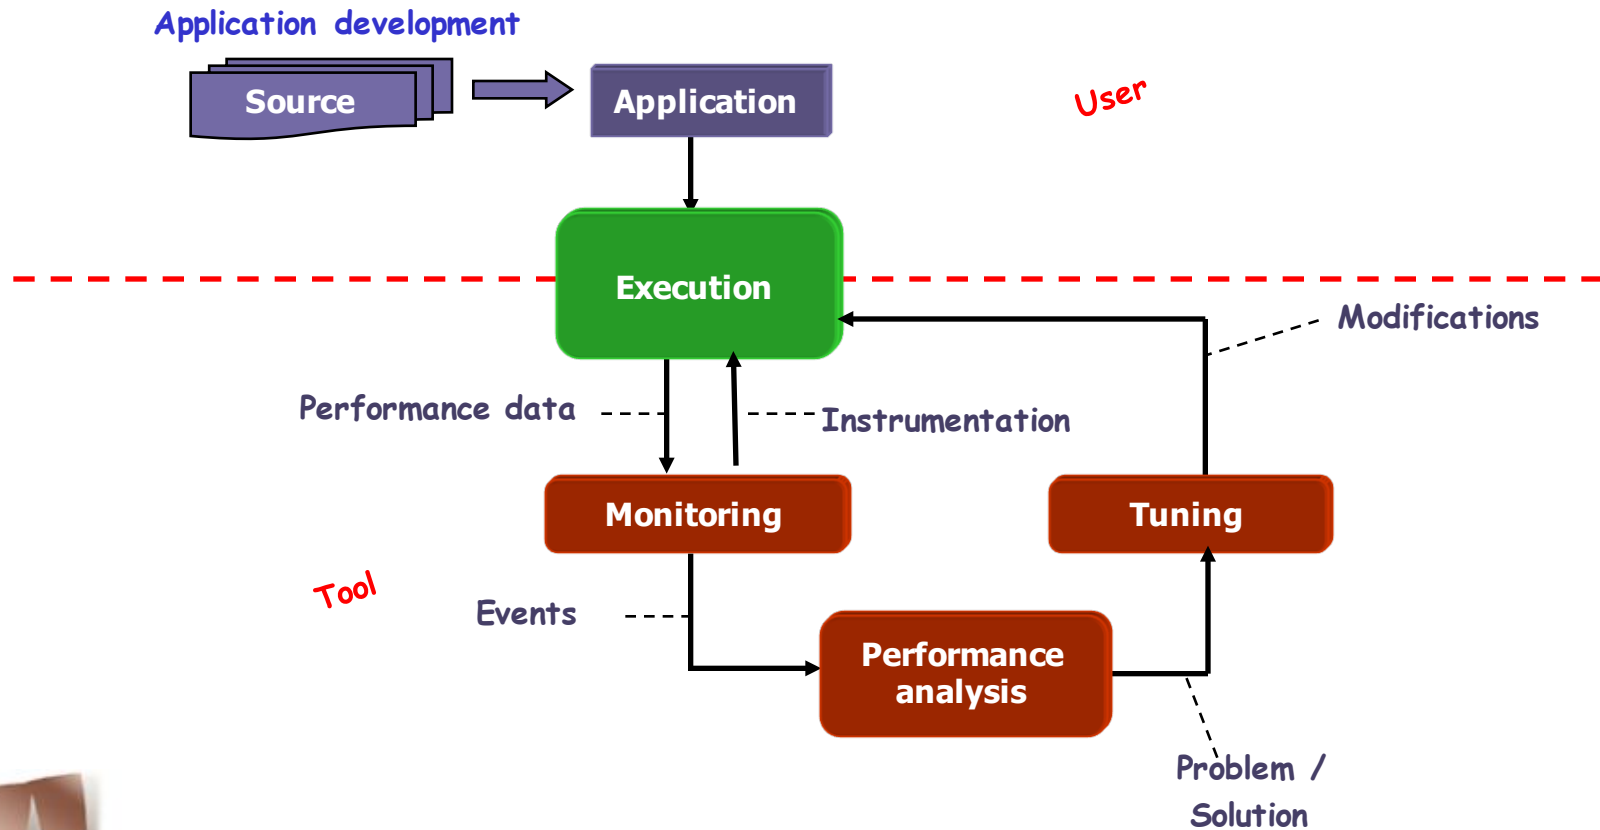 Application development
Source
Application
User
Execution
Modifications
Performance data
Instrumentation
Monitoring
Tuning
Tool
Events
Performance
analysis
Problem /
Solution